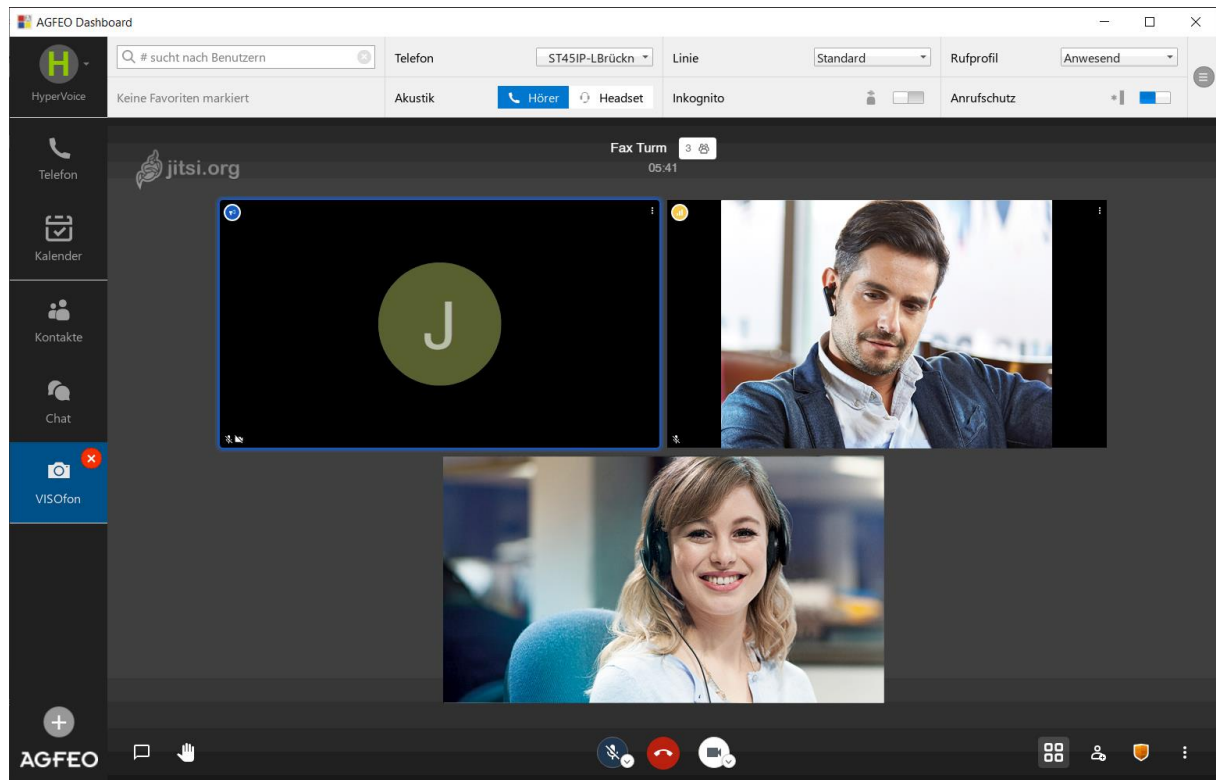 AGFEO Dashboard
H
HyperVoice
# sucht nach Benutzern
Keine Favoriten markiert
Telefon
ST45IP-LBrückn
Linie
Standard
Rufprofil
Anwesend
Akustik
Hörer
Headset
Inkognito
Anrufschutz
Telefon
Kalender
Kontakte
Chat
VISOfon
AGFEO
jitsi.org
Fax Turm 3
05:41
J